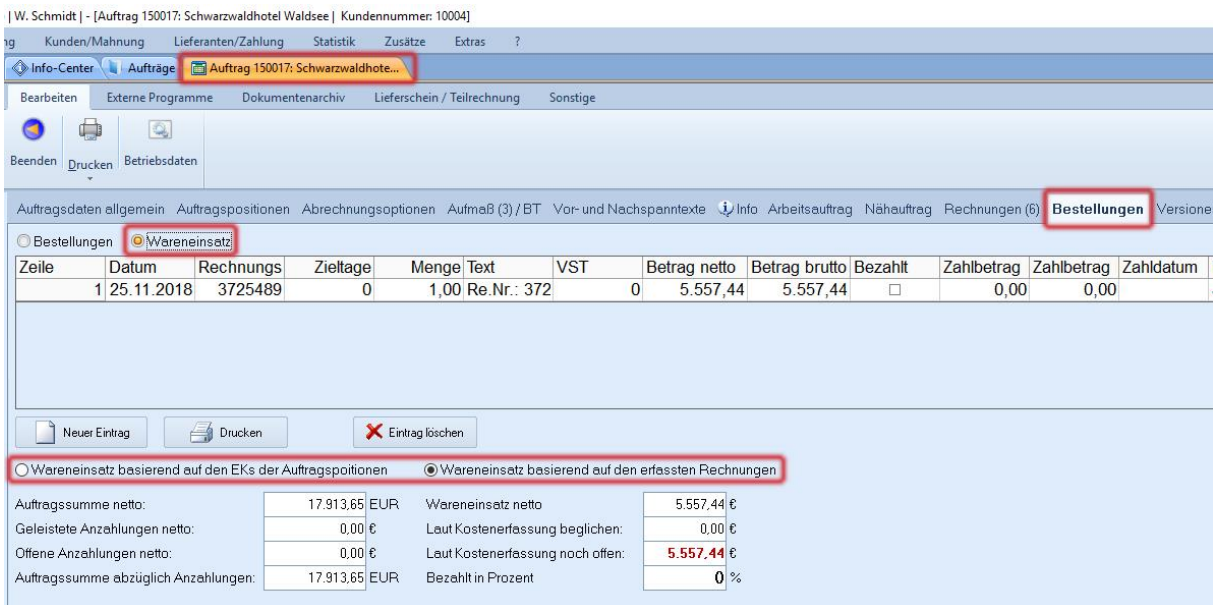 | W. Schmidt | - [Auftrag 150017: Schwarzwaldhotel Waldsee | Kundennummer: 10004]
ng Kunden/Mahnung Lieferanten/Zahlung Statistik Zusätze Extras ?
Info-Center Aufträge Auftrag 150017: Schwarzwaldhote...
Bearbeiten Externe Programme Dokumentenarchiv Lieferschein / Teilrechnung Sonstige
Beenden Drucken Betriebsdaten
Auftragsdaten allgemein Auftragspositionen Abrechnungsoptionen Aufmaß (3) / BT Vor- und Nachspanntexte Info Arbeitsauftrag Nähauftrag Rechnungen (6) Bestellungen Versione
Bestellungen Wareneinsatz
Zeile Datum Rechnungs Zieltage Menge Text VST Betrag netto Betrag brutto Bezahlt Zahlbetrag Zahlbetrag Zahldatum
1 25.11.2018 3725489 0 1,00 Re.Nr.: 372 0 5.557,44 5.557,44 0,00 0,00
Neuer Eintrag Drucken Eintrag löschen
Wareneinsatz basierend auf den EKs der Auftragspoitionen Wareneinsatz basierend auf den erfassten Rechnungen
Auftragssumme netto: 17.913,65 EUR Wareneinsatz netto 5.557,44 €
Geleistete Anzahlungen netto: 0,00 € Laut Kostenerfassung beglichen: 0,00 €
Offene Anzahlungen netto: 0,00 € Laut Kostenerfassung noch offen: 5.557,44 €
Auftragssumme abzüglich Anzahlungen: 17.913,65 EUR Bezahlt in Prozent 0 %